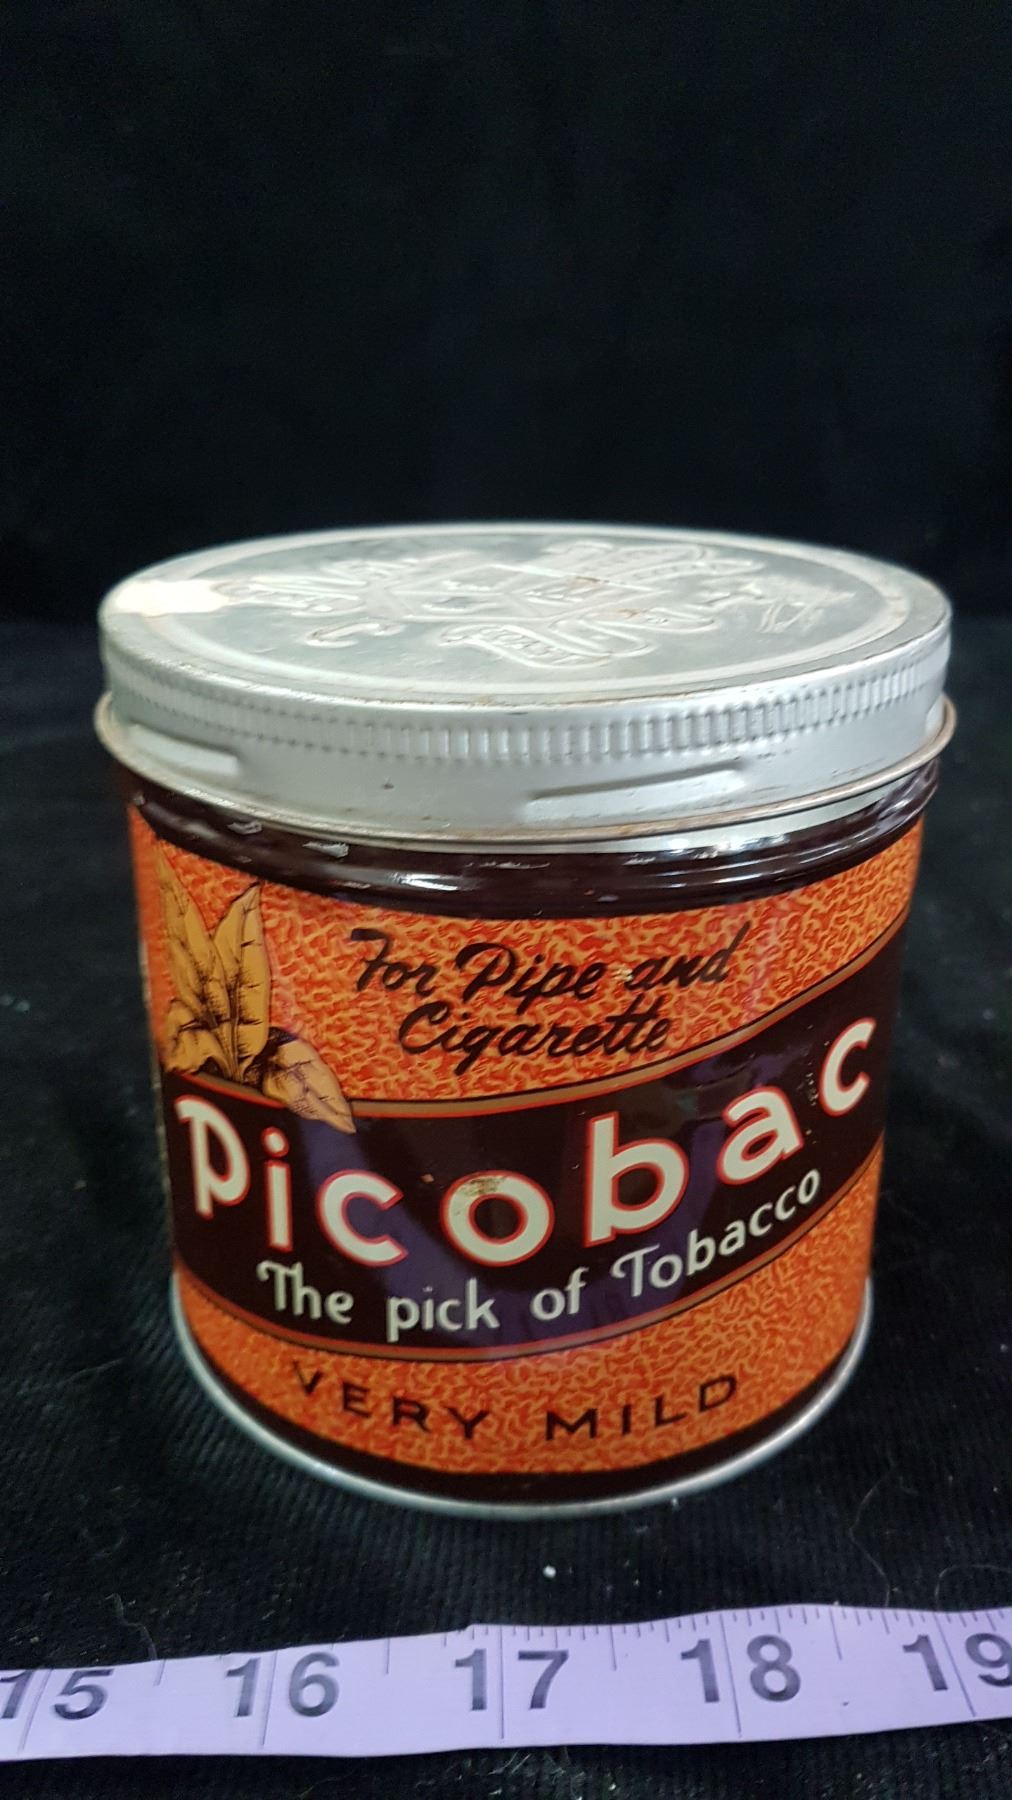 For Pipe and
Cigarette
Picobac
The pick of Tobacco
VERY MILD
15 16 17 18 19